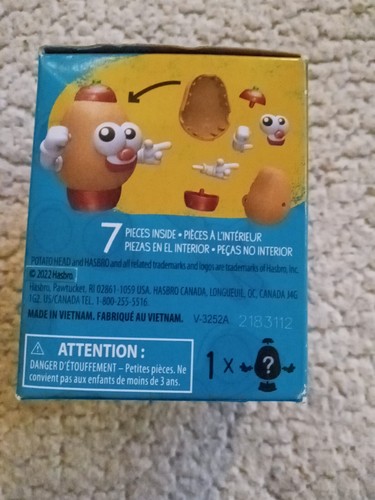 7 PIECES INSIDE • PIÈCES À L'INTÉRIEUR
PIEZAS EN EL INTERIOR • PEÇAS NO INTERIOR
POTATO HEAD and HASBRO and all related trademarks and logos are trademarks of Hasbro, Inc.
© 2022 Hasbro.
Hasbro, Pawtucket, RI 02861-1059 USA. HASBRO CANADA, LONGUEUIL, QC, CANADA J4G
1G2. US/CANADA TEL. 1-800-255-5516.
MADE IN VIETNAM. FABRIQUÉ AU VIETNAM. V-3252A 2183112
⚠ ATTENTION :
DANGER D'ÉTOUFFEMENT – Petites pièces. Ne
convient pas aux enfants de moins de 3 ans.
1 X ?